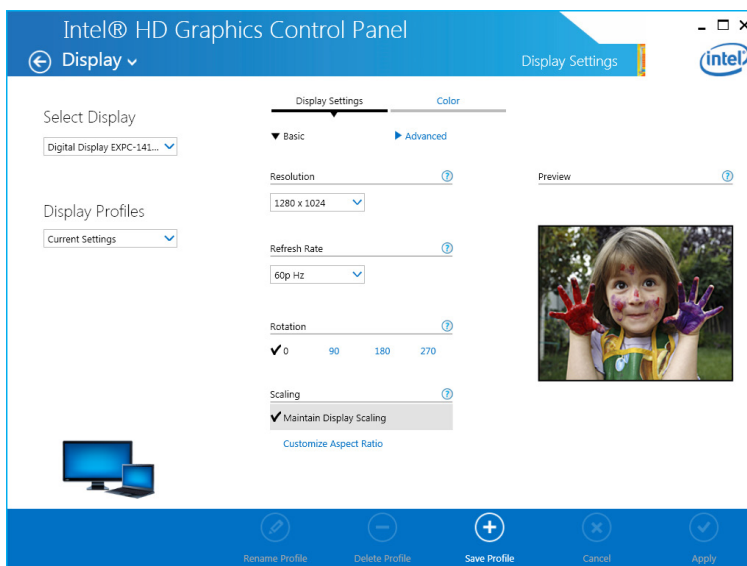 Intel® HD Graphics Control Panel
Display
Display Settings
intel
Select Display
Digital Display EXPC-141...
Display Profiles
Current Settings
Display Settings
Color
Basic
Advanced
Resolution
1280 x 1024
Refresh Rate
60p Hz
Rotation
0 90 180 270
Scaling
Maintain Display Scaling
Customize Aspect Ratio
Preview
Rename Profile
Delete Profile
Save Profile
Cancel
Apply